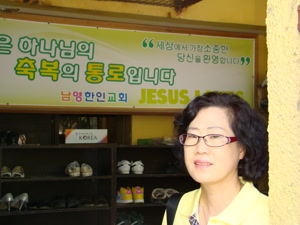 은 하나님의
축복의 통로입니다
"세상에서 가장 소중한
당신을 환영합니다"
남영한인교회
JESUS
KOREA